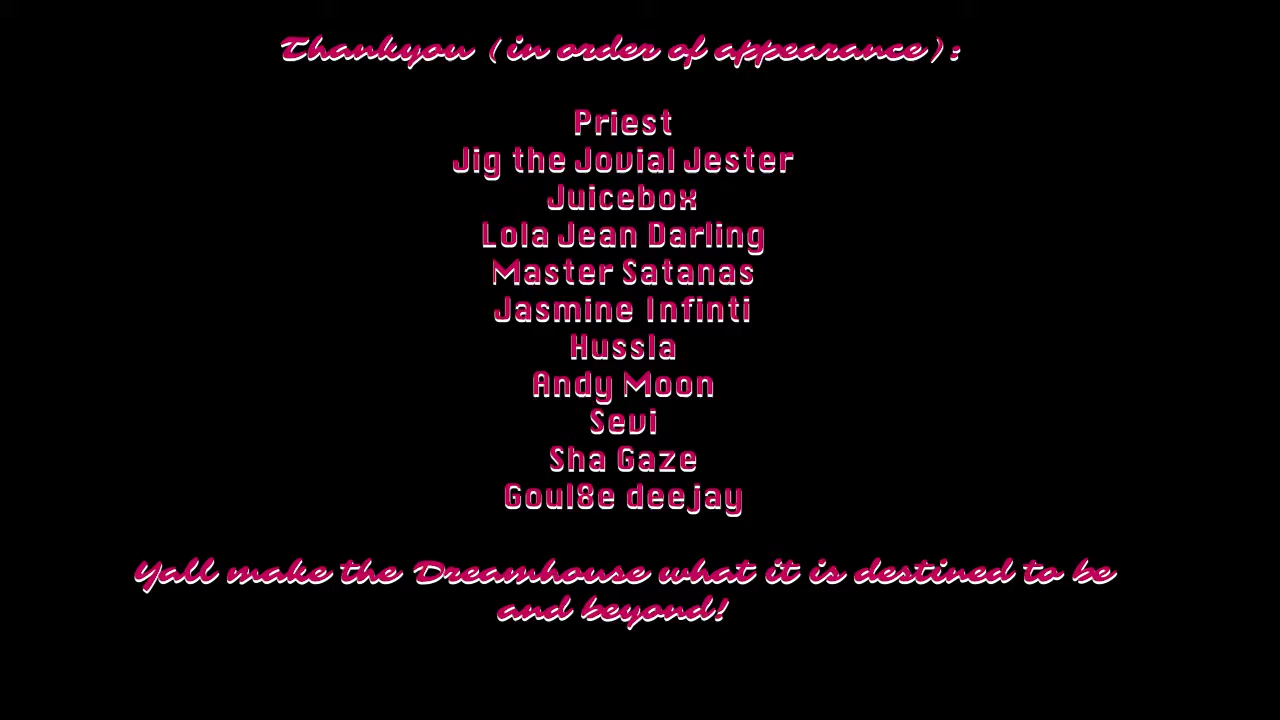 Thankyou (in order of appearance):
Priest
Jig the Jovial Jester
Juicebox
Lola Jean Darling
Master Satanas
Jasmine Infinti
Hussla
Andy Moon
Sevi
Sha Gaze
Goul8e deejay
Yall make the Dreamhouse what it is destined to be
and beyond!